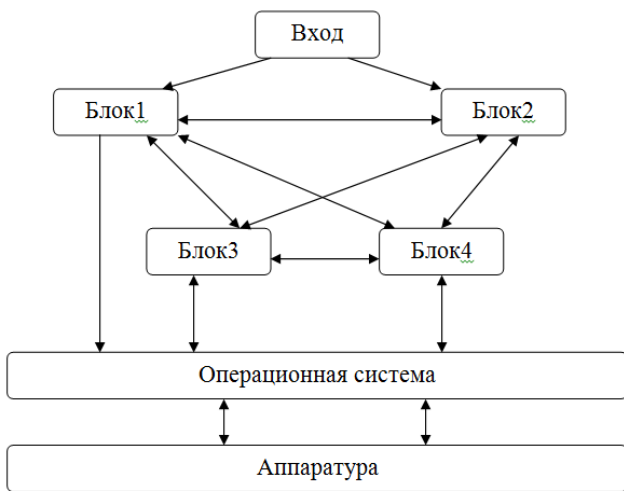 Вход
Блок1
Блок2
Блок3
Блок4
Операционная система
Аппаратура